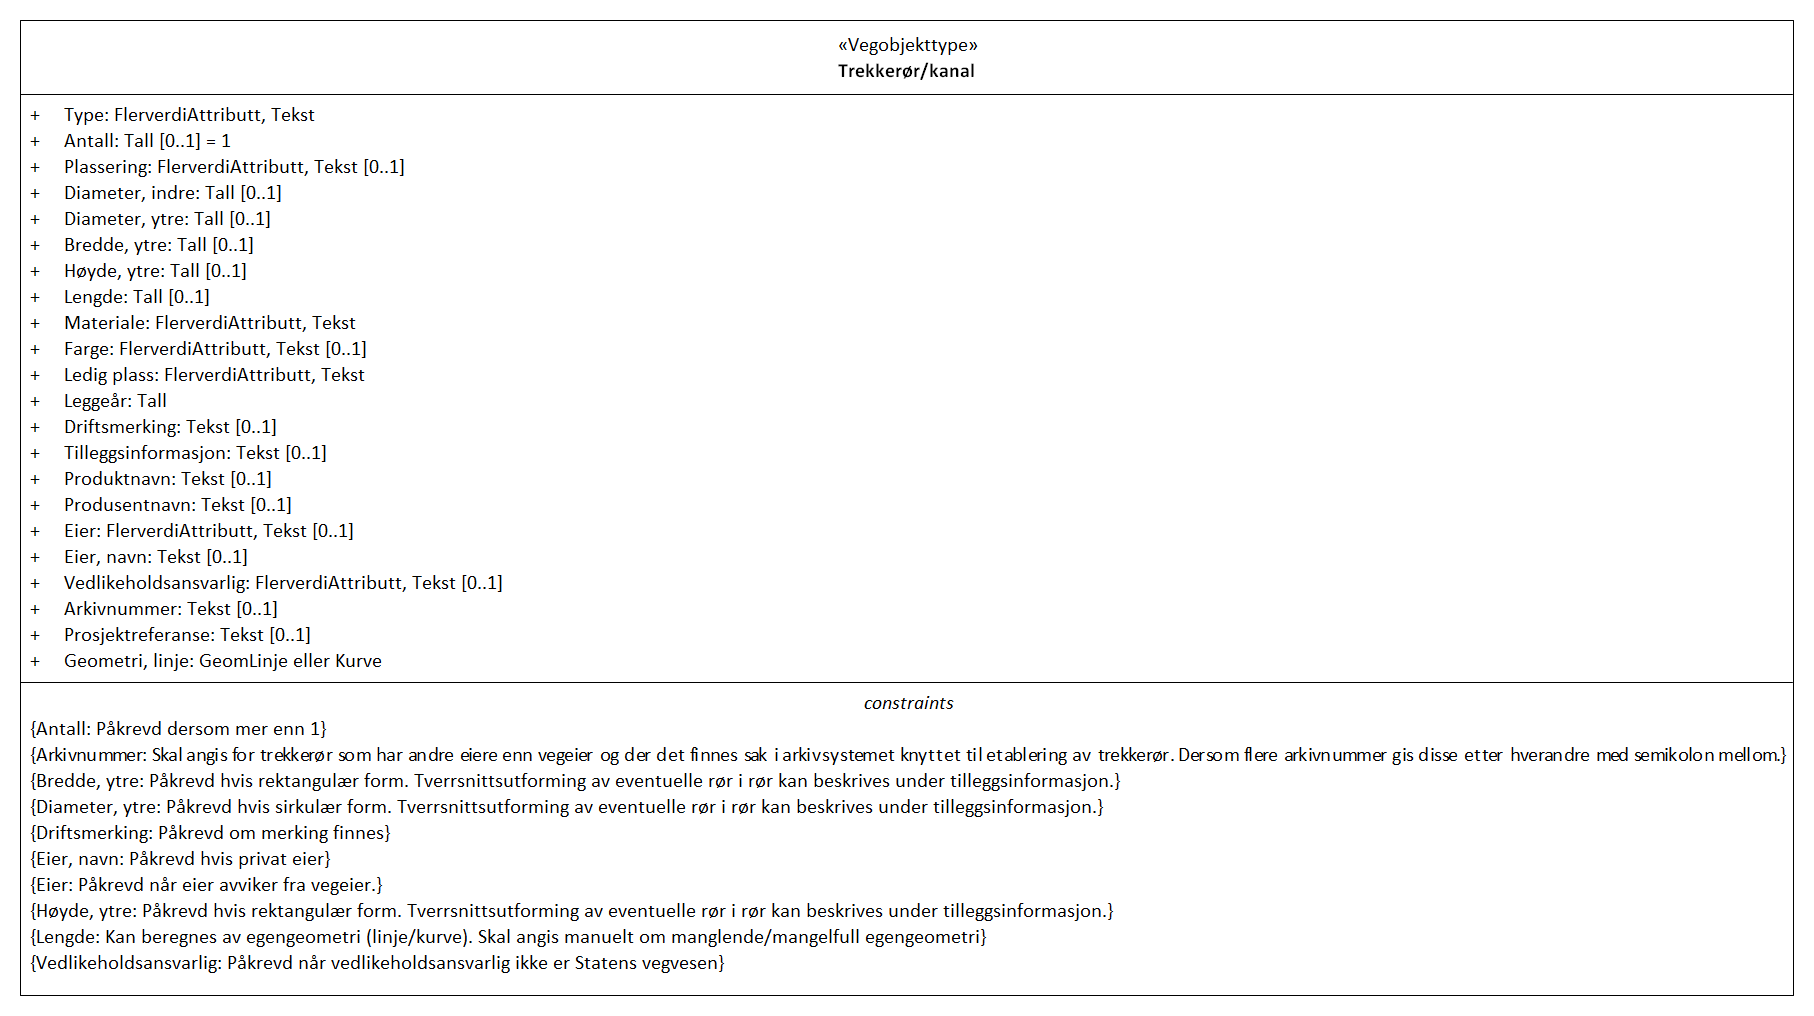 «Vegobjekttype»
Trekkerør/kanal
+ Type: FlerverdiAttributt, Tekst
+ Antall: Tall [0..1] = 1
+ Plassering: FlerverdiAttributt, Tekst [0..1]
+ Diameter, indre: Tall [0..1]
+ Diameter, ytre: Tall [0..1]
+ Bredde, ytre: Tall [0..1]
+ Høyde, ytre: Tall [0..1]
+ Lengde: Tall [0..1]
+ Materiale: FlerverdiAttributt, Tekst
+ Farge: FlerverdiAttributt, Tekst [0..1]
+ Ledig plass: FlerverdiAttributt, Tekst
+ Leggeår: Tall
+ Driftsmerking: Tekst [0..1]
+ Tilleggsinformasjon: Tekst [0..1]
+ Produktnavn: Tekst [0..1]
+ Produsentnavn: Tekst [0..1]
+ Eier: FlerverdiAttributt, Tekst [0..1]
+ Eier, navn: Tekst [0..1]
+ Vedlikeholdsansvarlig: FlerverdiAttributt, Tekst [0..1]
+ Arkivnummer: Tekst [0..1]
+ Prosjektreferanse: Tekst [0..1]
+ Geometri, linje: GeomLinje eller Kurve
constraints
{Antall: Påkrevd dersom mer enn 1}
{Arkivnummer: Skal angis for trekkerør som har andre eiere enn vegeier og der det finnes sak i arkivsystemet knyttet til etablering av trekkerør. Dersom flere arkivnummer gis disse etter hverandre med semikolon mellom.}
{Bredde, ytre: Påkrevd hvis rektangulær form. Tverrsnittsutforming av eventuelle rør i rør kan beskrives under tilleggsinformasjon.}
{Diameter, ytre: Påkrevd hvis sirkulær form. Tverrsnittsutforming av eventuelle rør i rør kan beskrives under tilleggsinformasjon.}
{Driftsmerking: Påkrevd om merking finnes}
{Eier, navn: Påkrevd hvis privat eier}
{Eier: Påkrevd når eier avviker fra vegeier.}
{Høyde, ytre: Påkrevd hvis rektangulær form. Tverrsnittsutforming av eventuelle rør i rør kan beskrives under tilleggsinformasjon.}
{Lengde: Kan beregnes av egengeometri (linje/kurve). Skal angis manuelt om manglende/mangelfull egengeometri}
{Vedlikeholdsansvarlig: Påkrevd når vedlikeholdsansvarlig ikke er Statens vegvesen}